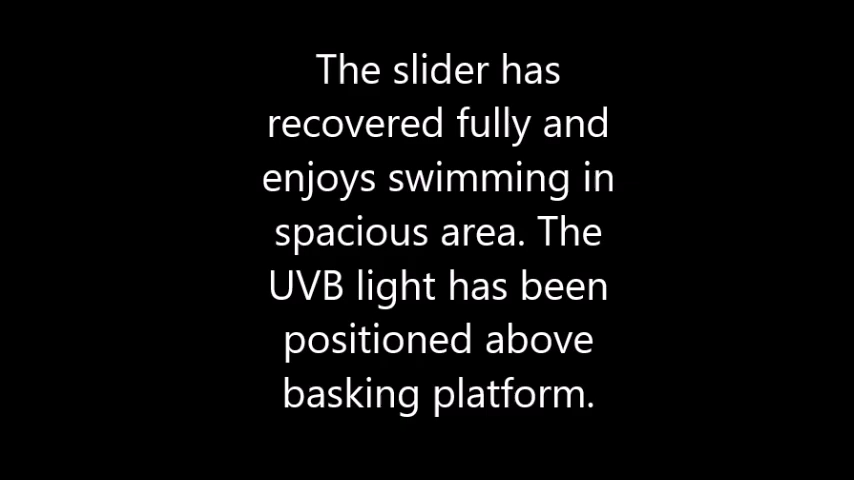 The slider has
recovered fully and
enjoys swimming in
spacious area. The
UVB light has been
positioned above
basking platform.